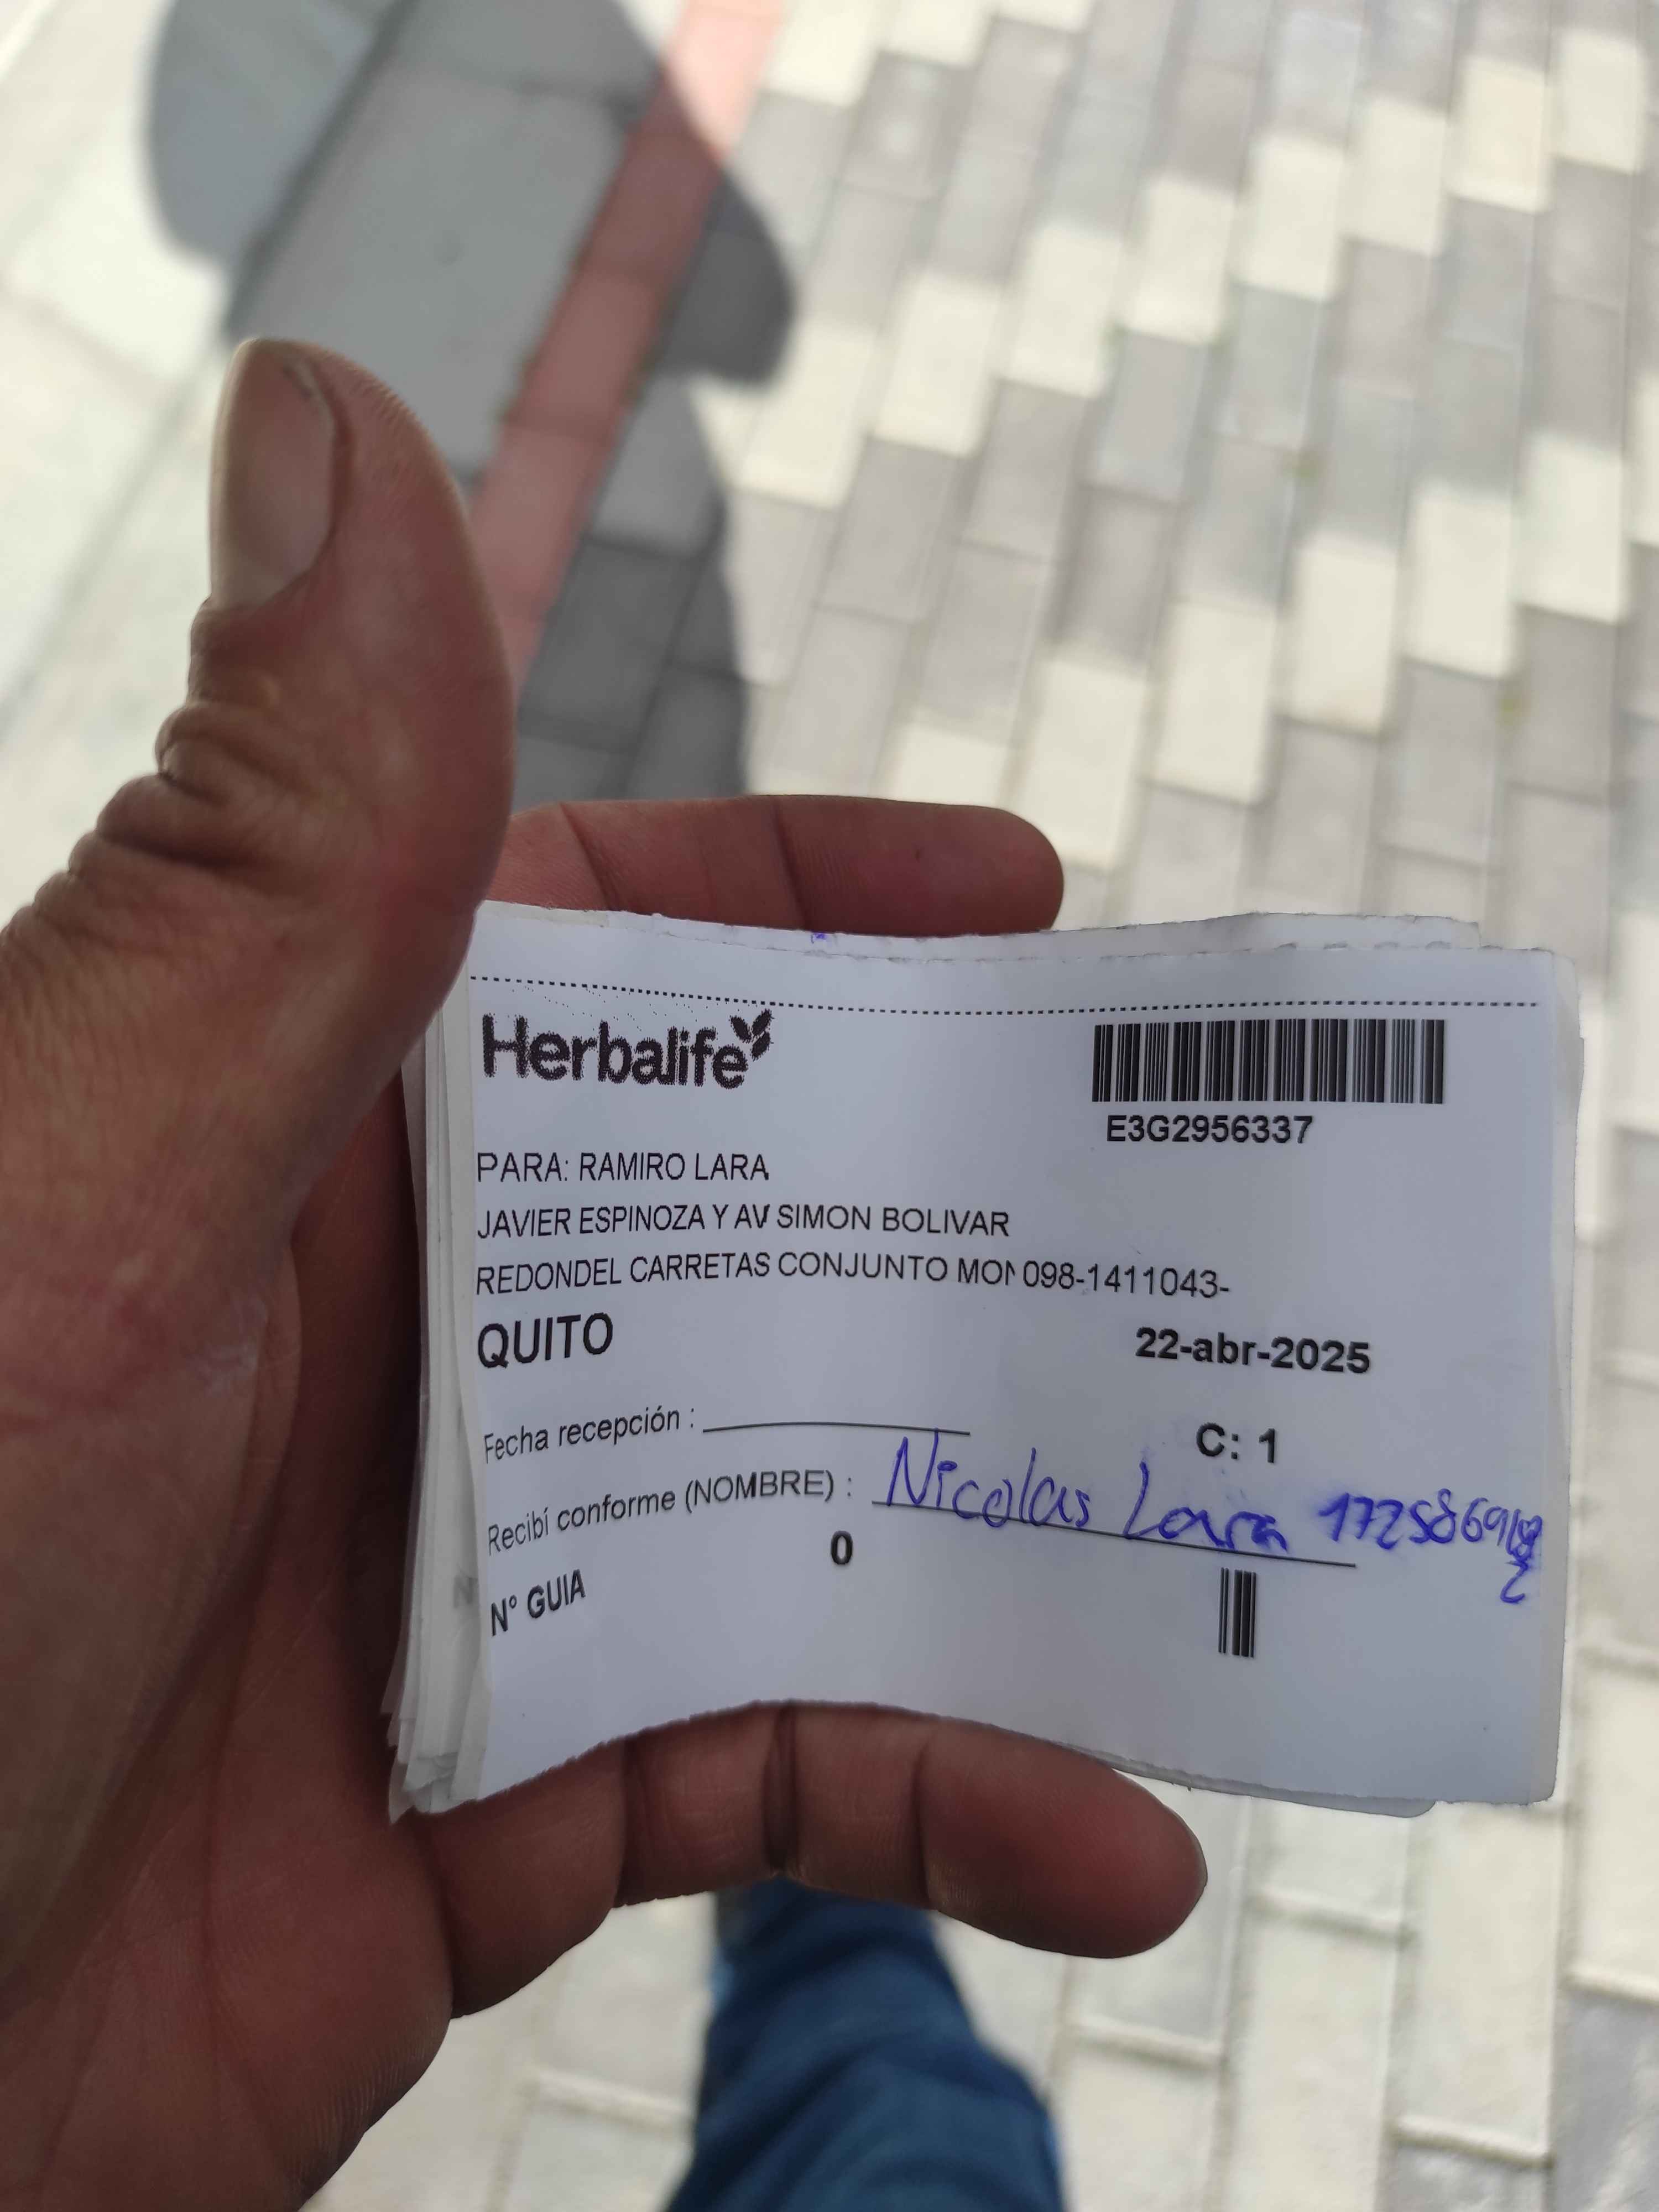 Herbalife
E3G2956337
PARA: RAMIRO LARA
JAVIER ESPINOZA Y AV SIMON BOLIVAR
REDONDEL CARRETAS CONJUNTO MON 098-1411043-
QUITO
22-abr-2025
Fecha recepción :
C: 1
Recibí conforme (NOMBRE) : Nicolas Lara
N° GUIA 0